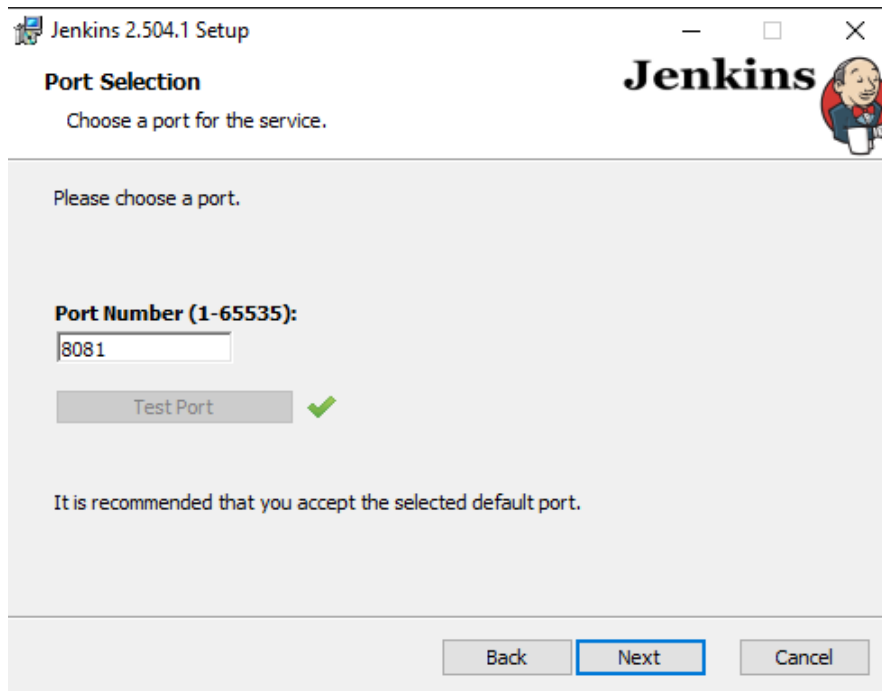 Jenkins 2.504.1 Setup
Port Selection
Jenkins
Choose a port for the service.
Please choose a port.
Port Number (1-65535):
8081
Test Port
It is recommended that you accept the selected default port.
Back
Next
Cancel